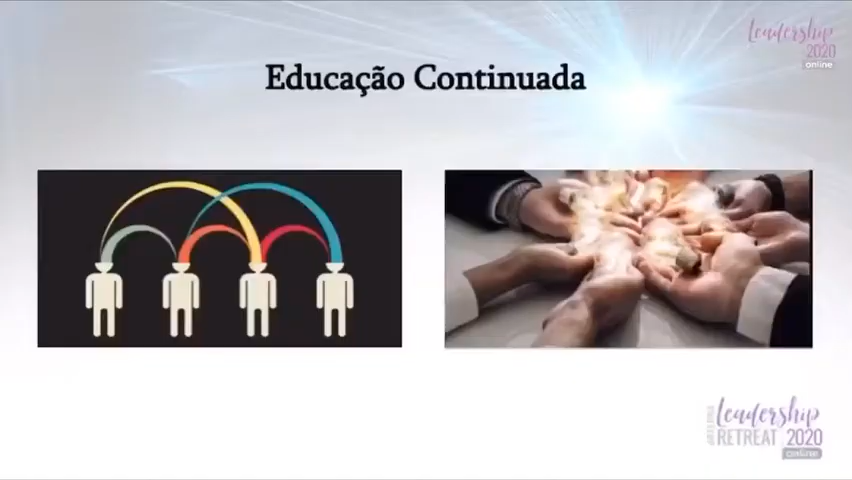 Leadership
2020
online
Educação Continuada
Leadership
RETREAT 2020
online